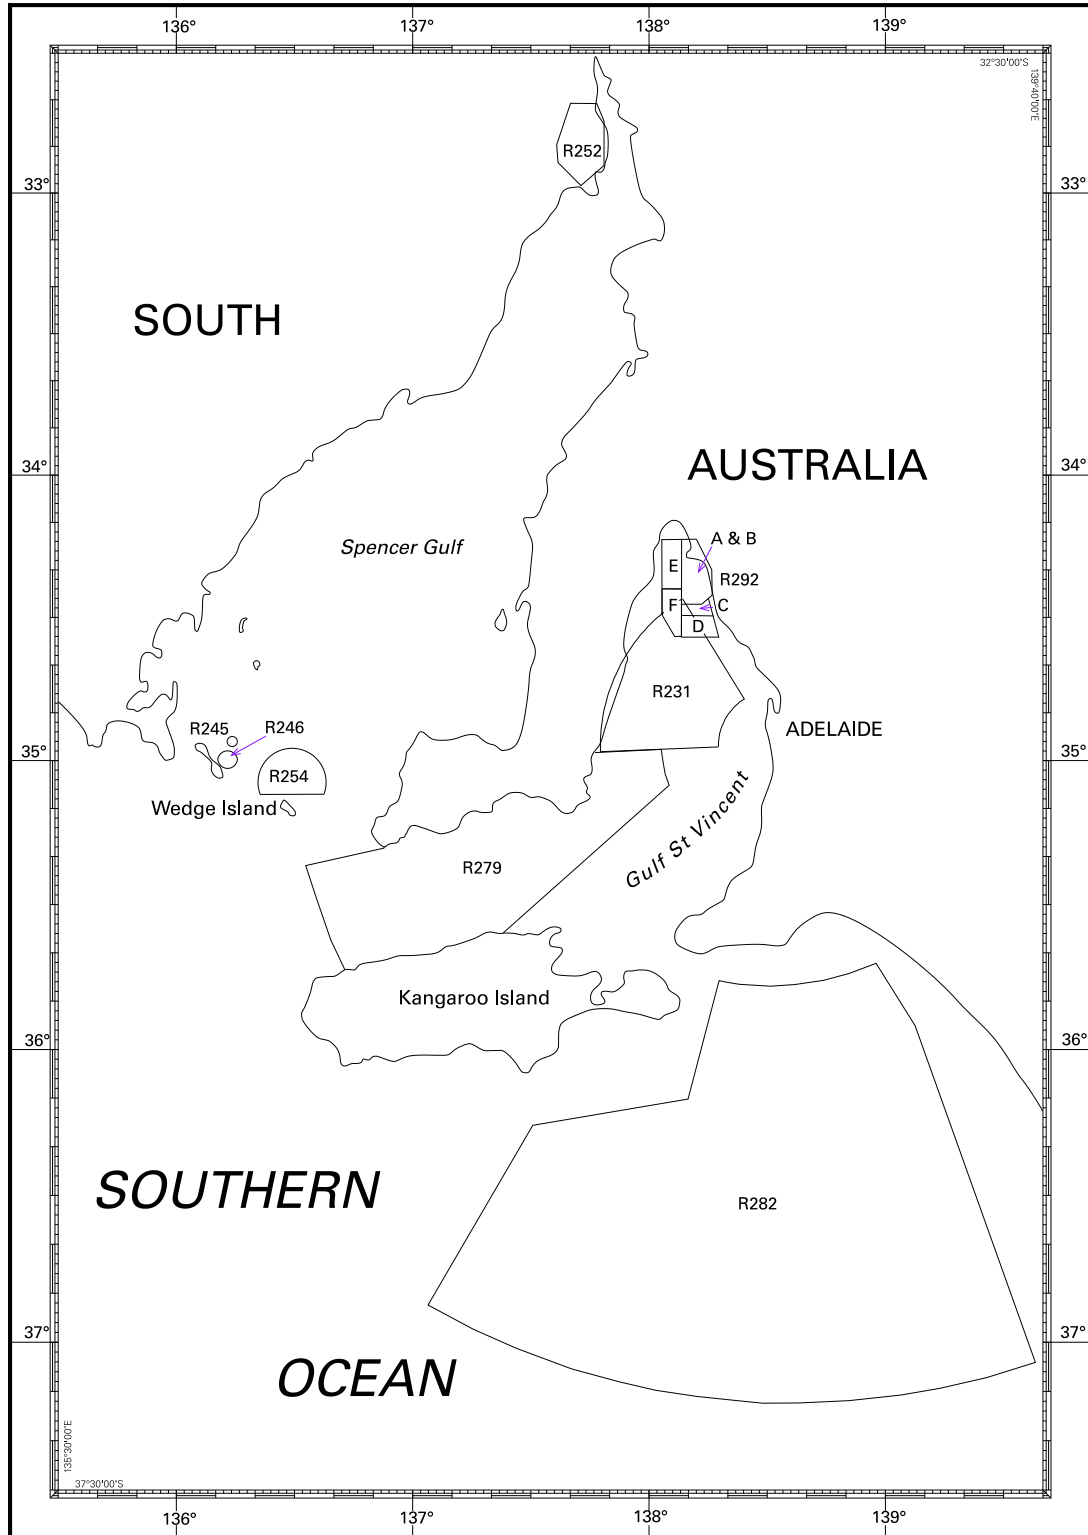 136°
137°
138°
139°
32°30'00"S
139°40'00"E
R252
33°
33°
SOUTH
34°
34°
AUSTRALIA
A & B
Spencer Gulf
E
R292
F
C
D
R231
R245
R246
ADELAIDE
35°
35°
R254
Wedge Island
Gulf St Vincent
R279
Kangaroo Island
36°
36°
SOUTHERN
R282
37°
37°
OCEAN
135°30'00"E
37°30'00"S
136°
137°
138°
139°